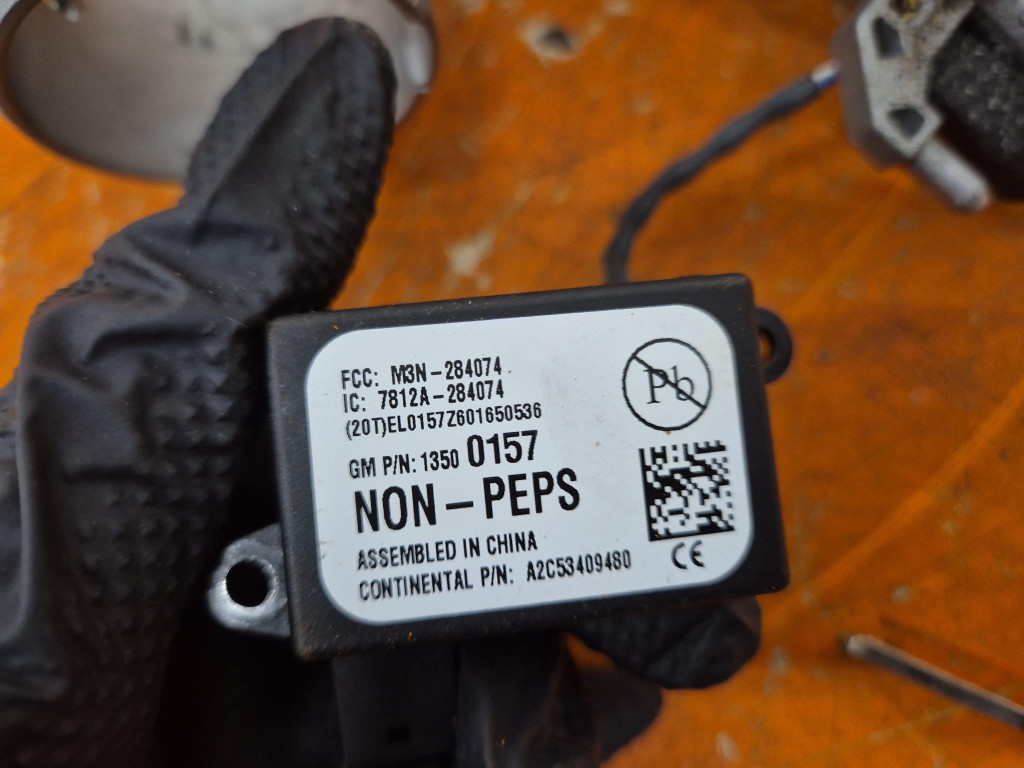 FCC: M3N-284074
IC: 7812A-284074
(20T)EL0157Z601650536
GM P/N: 1350 0157
NON-PEPS
ASSEMBLED IN CHINA
CONTINENTAL P/N: A2C53409480
Pb
CE